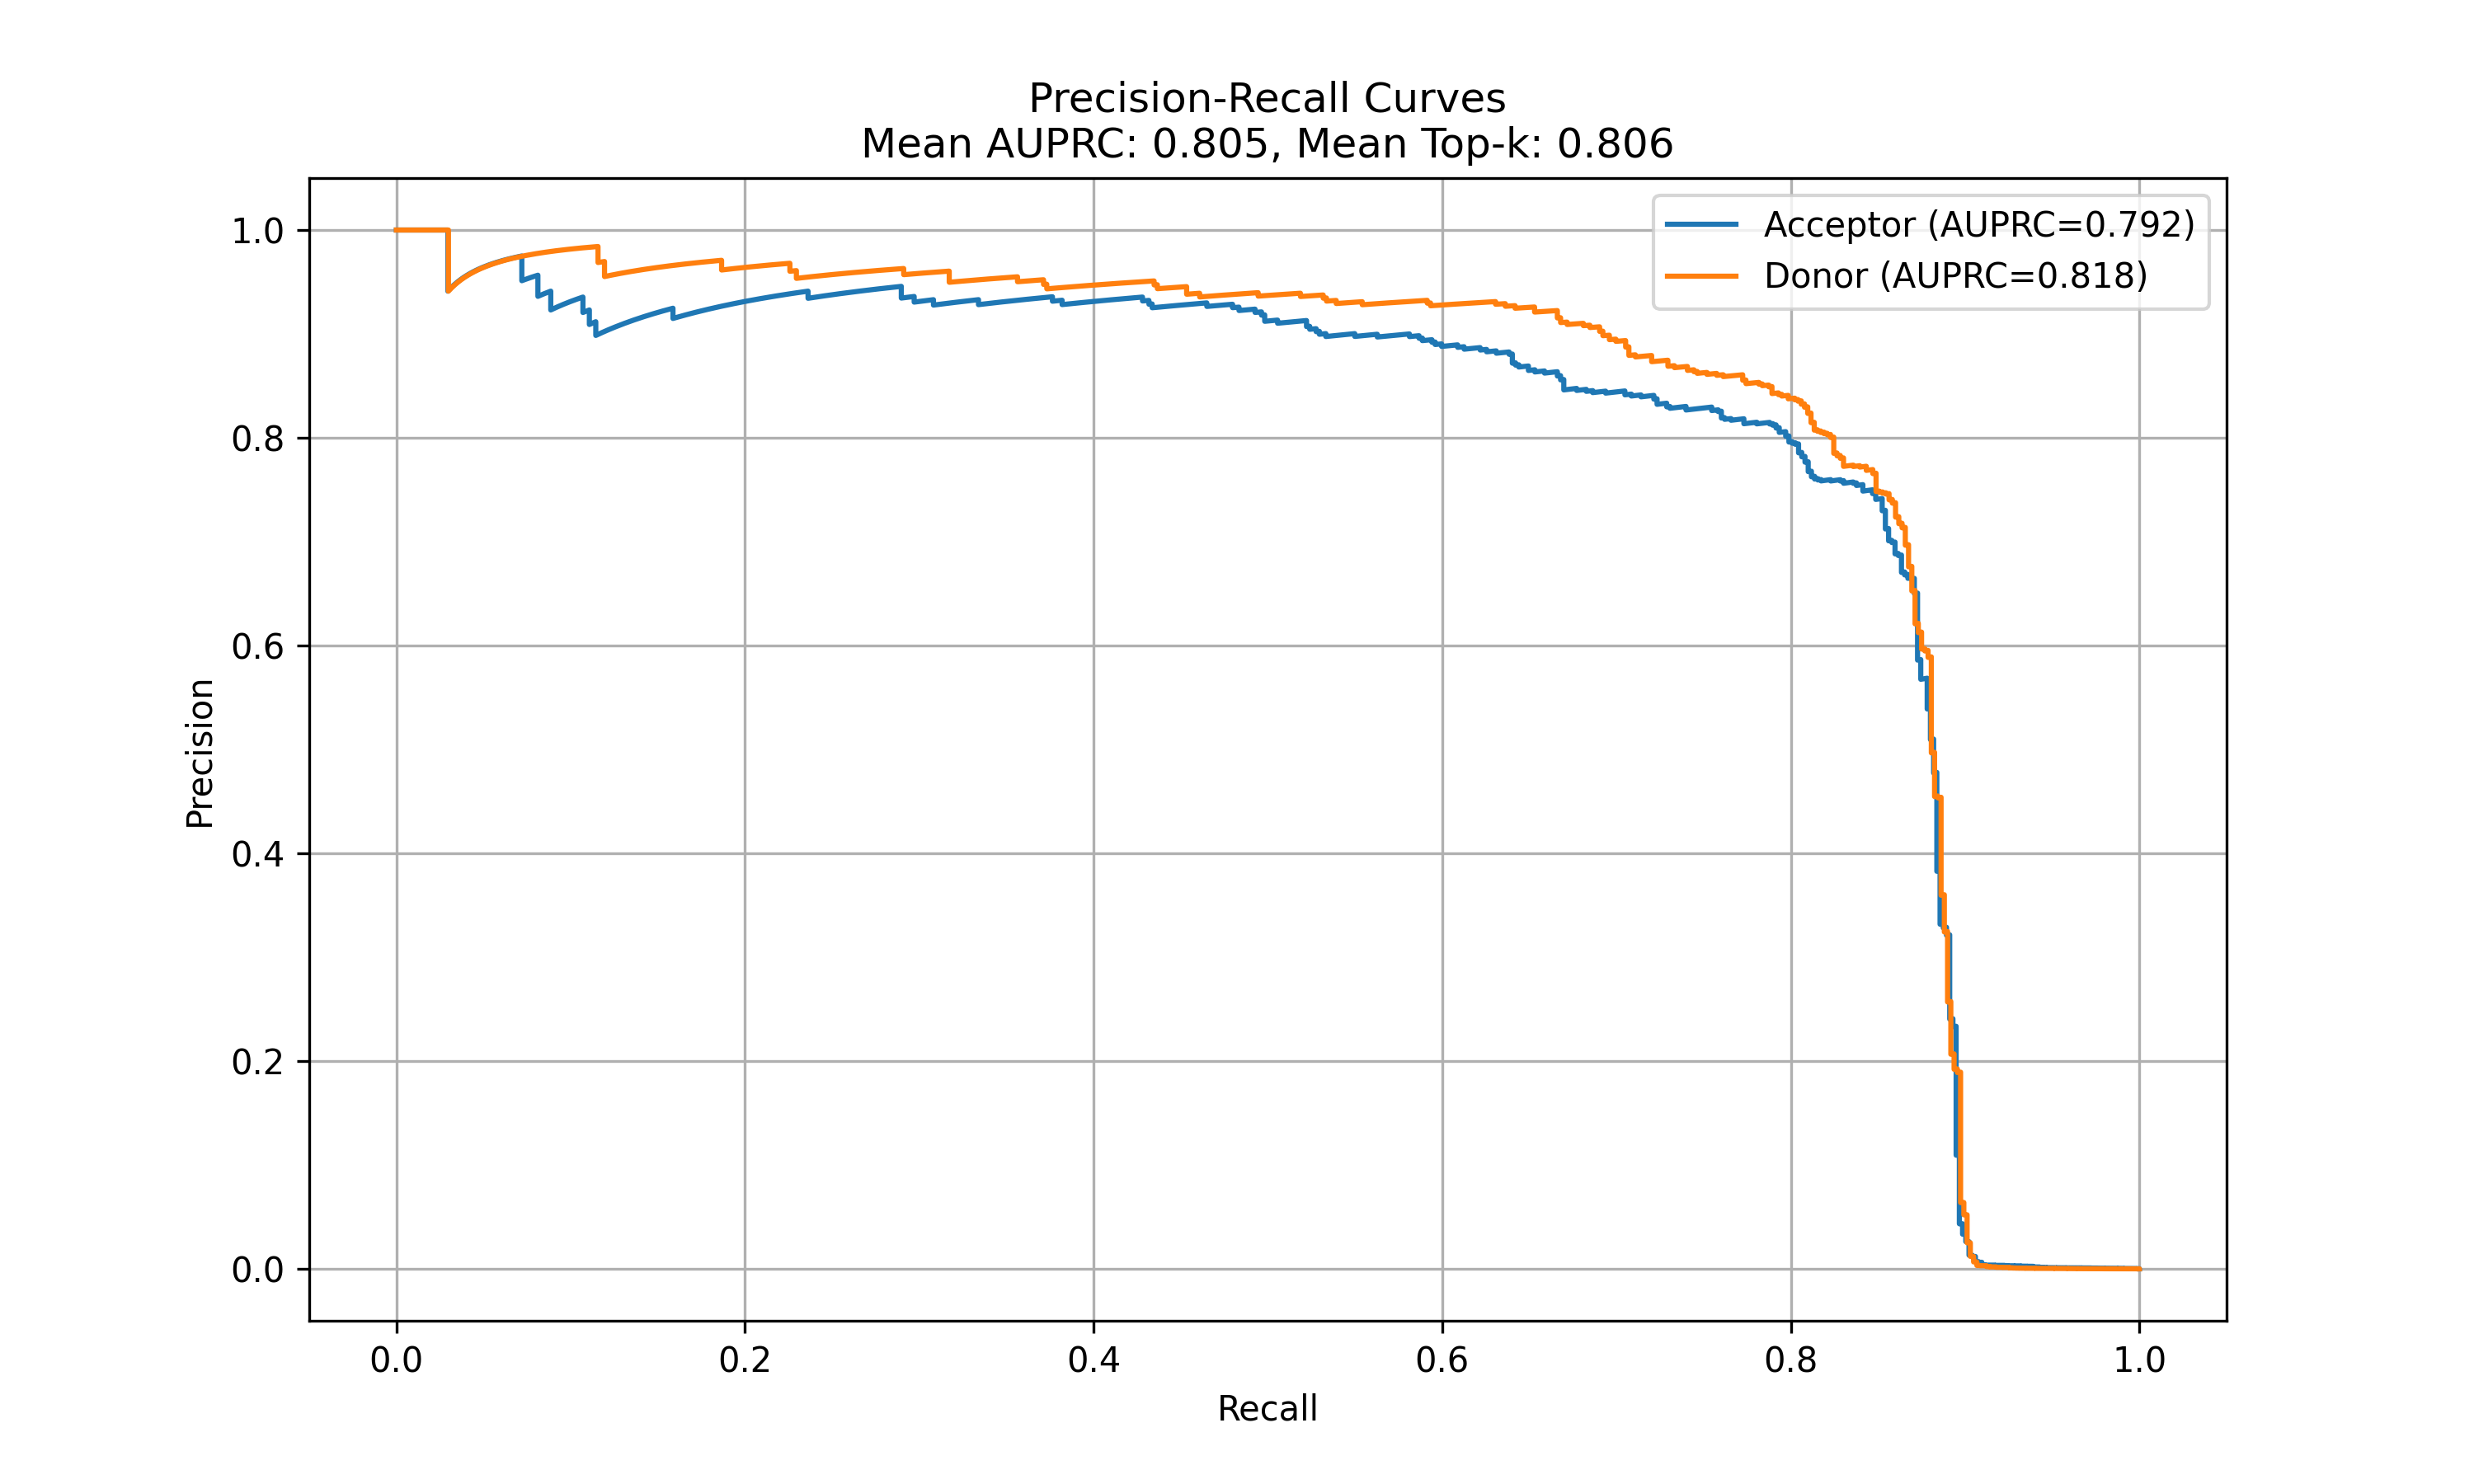 Precision-Recall Curves
Mean AUPRC: 0.805, Mean Top-k: 0.806
Acceptor (AUPRC=0.792)
Donor (AUPRC=0.818)
1.0
0.8
0.6
0.4
0.2
0.0
Precision
0.0 0.2 0.4 0.6 0.8 1.0
Recall